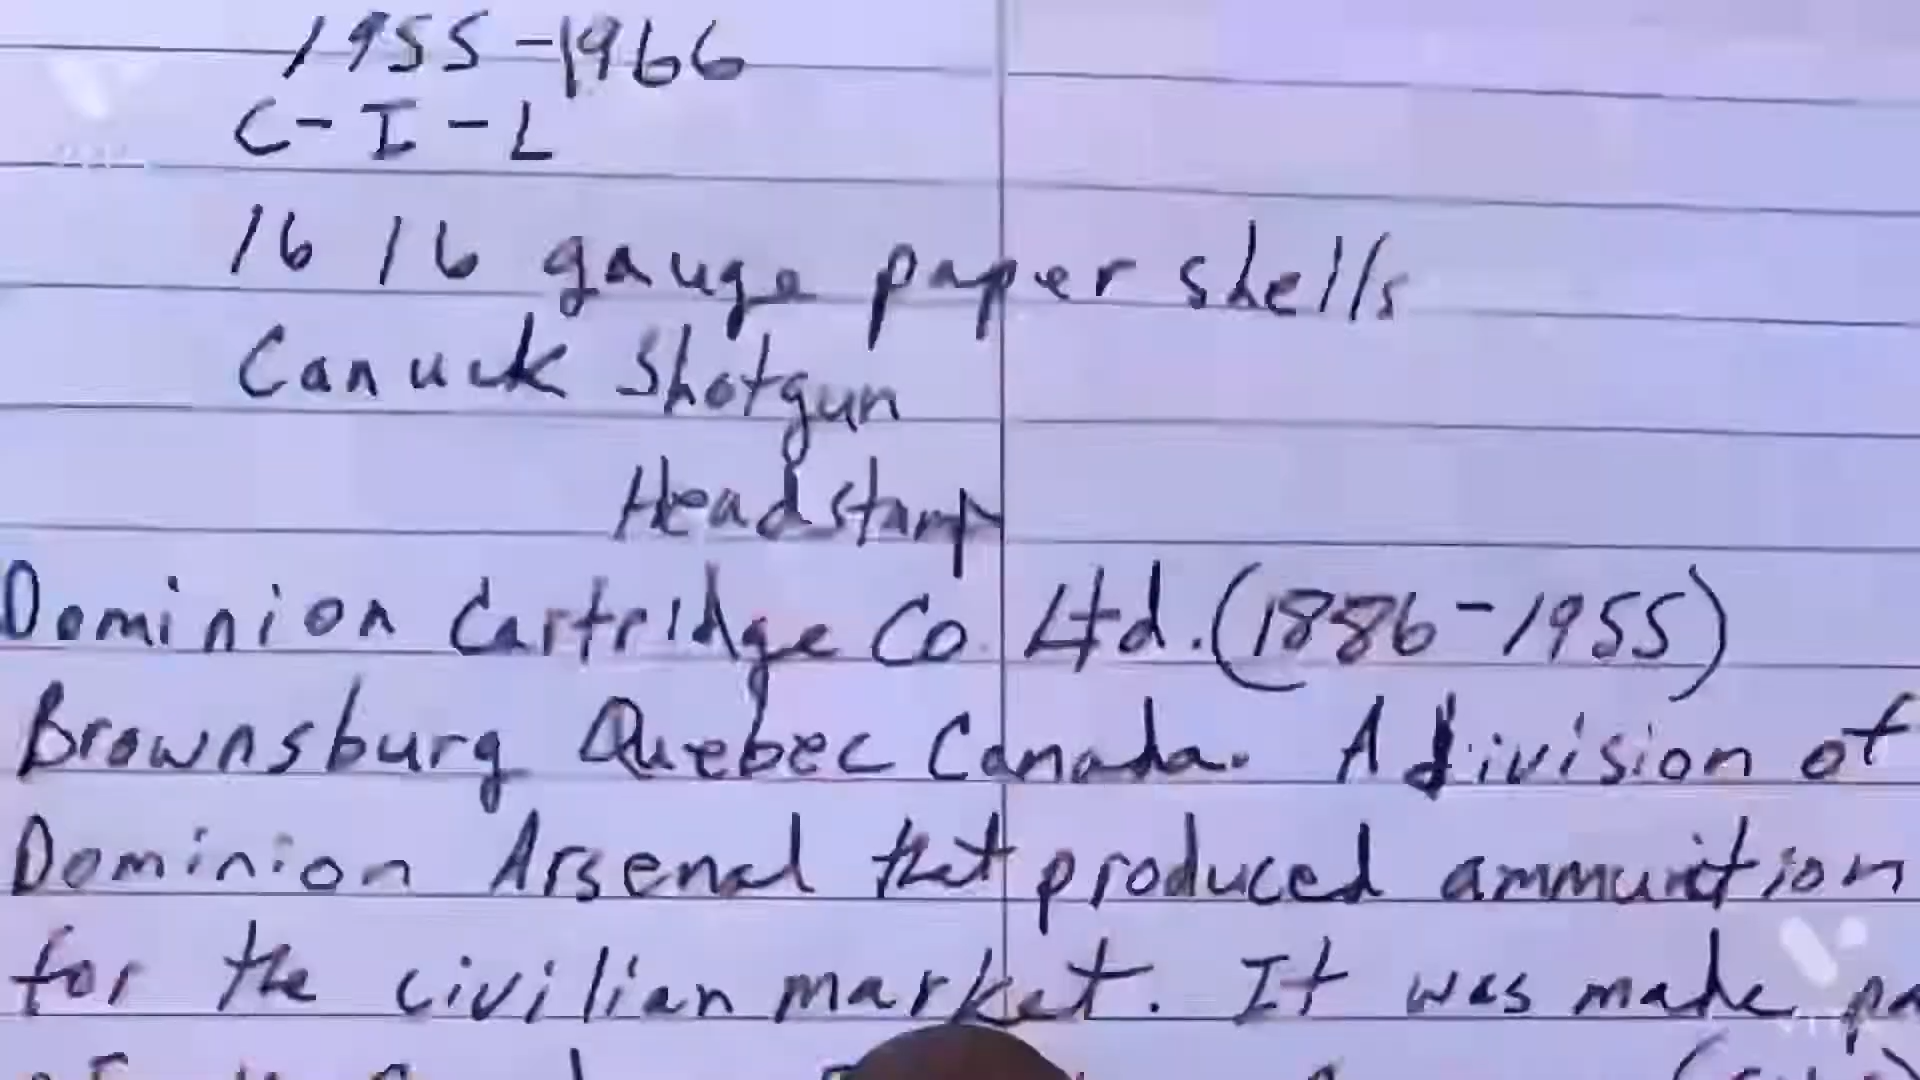 1955-1966
C-I-L
16 16 gauge paper shells
Canuck Shotgun
Headstamp
Dominion Cartridge Co. Ltd. (1886-1955)
Brownsburg Quebec Canada. A division of
Dominion Arsenal that produced ammunition
for the civilian market. It was made pa